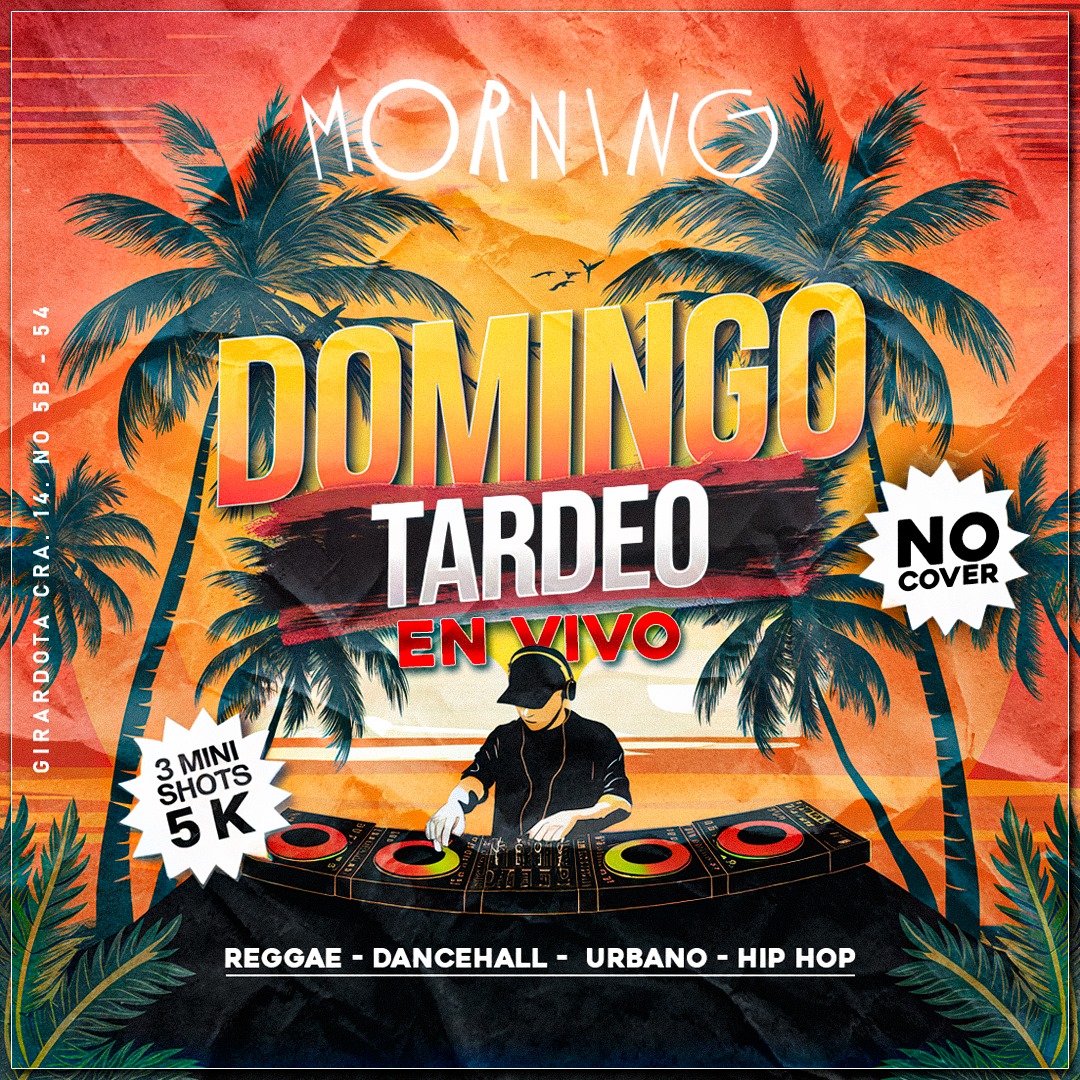 MORNING
DOMINGO
TARDEO
EN VIVO
NO
COVER
GIRARDOTA CRA. 14. NO 5B - 54
3 MINI
SHOTS
5 K
REGGAE - DANCEHALL - URBANO - HIP HOP